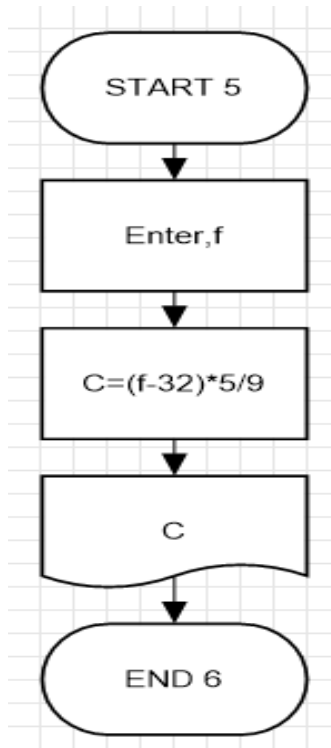 START 5
Enter,f
C=(f-32)*5/9
C
END 6